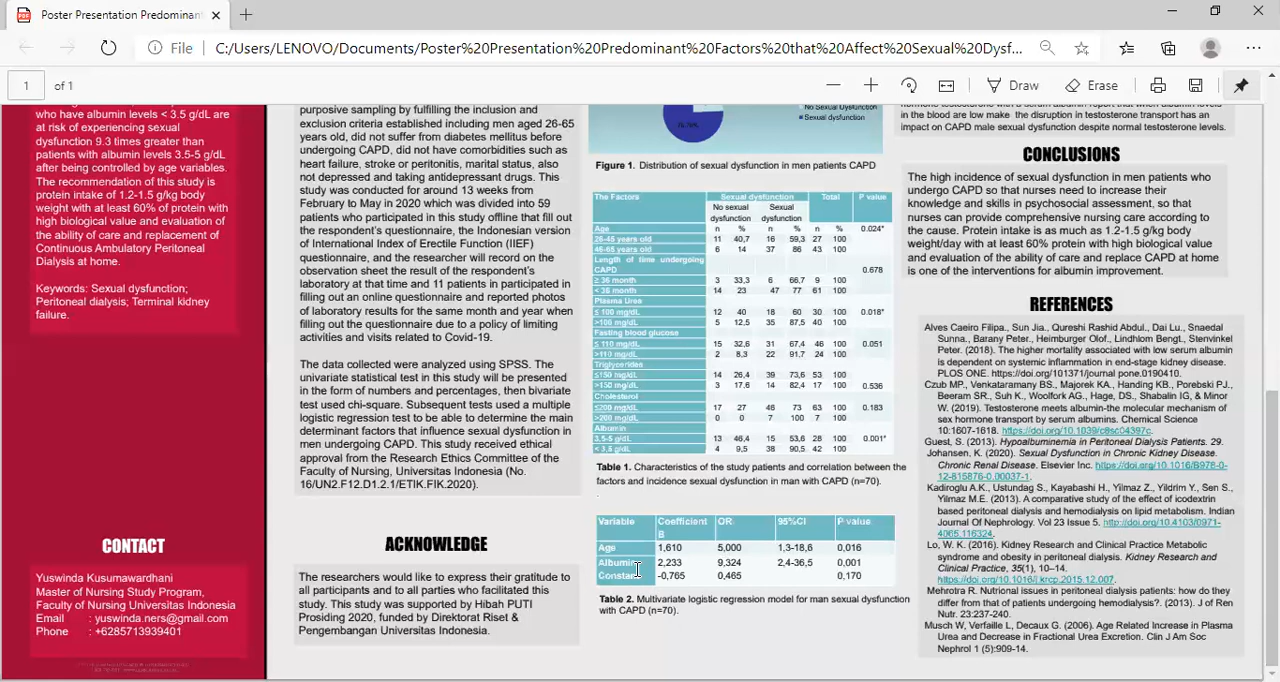 Poster Presentation Predominant
File
C:/Users/LENOVO/Documents/Poster%20Presentation%20Predominant%20Factors%20that%20Affect%20Sexual%20Dysf...
1 of 1
Draw
Erase
who have albumin levels < 3.5 g/dL are
at risk of experiencing sexual
dysfunction 9.3 times greater than
patients with albumin levels 3.5-5 g/dL
after being controlled by age variables.
The recommendation of this study is
protein intake of 1.2-1.5 g/kg body
weight with at least 60% of protein with
high biological value and evaluation of
the ability of care and replacement of
Continuous Ambulatory Peritoneal
Dialysis at home.
Keywords: Sexual dysfunction;
Peritoneal dialysis; Terminal kidney
failure.
CONTACT
Yuswinda Kusumawardhani
Master of Nursing Study Program,
Faculty of Nursing Universitas Indonesia
Email : yuswinda.ners@gmail.com
Phone : +6285713939401
purposive sampling by fulfilling the inclusion and
exclusion criteria established including men aged 26-65
years old, did not suffer from diabetes mellitus before
undergoing CAPD, did not have comorbidities such as
heart failure, stroke or peritonitis, marital status, also
not depressed and taking antidepressant drugs. This
study was conducted for around 13 weeks from
February to May in 2020 which was divided into 59
patients who participated in this study offline that fill out
the respondent's questionnaire, the Indonesian version
of International Index of Erectile Function (IIEF)
questionnaire, and the researcher will record on the
observation sheet the result of the respondent's
laboratory at that time and 11 patients in participated in
filling out an online questionnaire and reported photos
of laboratory results for the same month and year when
filling out the questionnaire due to a policy of limiting
activities and visits related to Covid-19.
The data collected were analyzed using SPSS. The
univariate statistical test in this study will be presented
in the form of numbers and percentages, then bivariate
test used chi-square. Subsequent tests used a multiple
logistic regression test to be able to determine the main
determinant factors that influence sexual dysfunction in
men undergoing CAPD. This study received ethical
approval from the Research Ethics Committee of the
Faculty of Nursing, Universitas Indonesia (No.
16/UN2.F12.D1.2.1/ETIK.FIK.2020).
ACKNOWLEDGE
The researchers would like to express their gratitude to
all participants and to all parties who facilitated this
study. This study was supported by Hibah PUTI
Prosiding 2020, funded by Direktorat Riset &
Pengembangan Universitas Indonesia.
No Sexual Dysfunction
Sexual dysfunction
Figure 1. Distribution of sexual dysfunction in men patients CAPD
The Factors Sexual dysfunction Total P value
No sexual dysfunction Sexual dysfunction
n % n % n %
Age 0.024*
26-45 years old 11 40,7 16 59,3 27 100
46-65 years old 6 14 37 86 43 100
Length of time undergoing
CAPD 0.678
≥ 36 month 3 33,3 6 66,7 9 100
< 36 month 14 23 47 77 61 100
Plasma Urea
≤ 100 mg/dL 12 40 18 60 30 100 0.018*
>100 mg/dL 5 12,5 35 87,5 40 100
Fasting blood glucose
≤ 110 mg/dL 15 32,6 31 67,4 46 100 0.051
>110 mg/dL 2 8,3 22 91,7 24 100
Triglycerides
≤150 mg/dL 14 26,4 39 73,6 53 100
>150 mg/dL 3 17,6 14 82,4 17 100 0.536
Cholesterol
≤200 mg/dL 17 27 46 73 63 100 0.183
>200 mg/dL 0 0 7 100 7 100
Albumin
3,5-5 g/dL 13 46,4 15 53,6 28 100 0.001*
< 3,5 g/dL 4 9,5 38 90,5 42 100
Table 1. Characteristics of the study patients and correlation between the
factors and incidence sexual dysfunction in man with CAPD (n=70).
.
Variable Coefficient B OR 95%CI P value
Age 1,610 5,000 1,3-18,6 0,016
Albumin 2,233 9,324 2,4-36,5 0,001
Constant -0,765 0,465 0,170
Table 2. Multivariate logistic regression model for man sexual dysfunction
with CAPD (n=70).
in the blood are low make the disruption in testosterone transport has an
impact on CAPD male sexual dysfunction despite normal testosterone levels.
CONCLUSIONS
The high incidence of sexual dysfunction in men patients who
undergo CAPD so that nurses need to increase their
knowledge and skills in psychosocial assessment, so that
nurses can provide comprehensive nursing care according to
the cause. Protein intake is as much as 1.2-1.5 g/kg body
weight/day with at least 60% protein with high biological value
and evaluation of the ability of care and replace CAPD at home
is one of the interventions for albumin improvement.
REFERENCES
Alves Caeiro Filipa., Sun Jia., Qureshi Rashid Abdul., Dai Lu., Snaedal
Sunna., Barany Peter., Heimburger Olof., Lindhlom Bengt., Stenvinkel
Peter. (2018). The higher mortality associated with low serum albumin
is dependent on systemic inflammation in end-stage kidney disease.
PLOS ONE. https://doi.org/101371/journal pone.0190410.
Czub MP., Venkataramany BS., Majorek KA., Handing KB., Porebski PJ.,
Beeram SR., Suh K., Woolfork AG., Hage, DS., Shabalin IG, & Minor
W. (2019). Testosterone meets albumin-the molecular mechanism of
sex hormone transport by serum albumins. Chemical Science
10:1607-1618. https://doi.org/10.1039/c8sc04397c.
Guest, S. (2013). Hypoalbuminemia in Peritoneal Dialysis Patients. 29.
Johansen, K. (2020). Sexual Dysfunction in Chronic Kidney Disease.
Chronic Renal Disease. Elsevier Inc. https://doi.org/10.1016/B978-0-
12-815876-0.00037-1.
Kadiroglu A.K., Ustundag S., Kayabashi H., Yilmaz Z., Yildrim Y., Sen S.,
Yilmaz M.E. (2013). A comparative study of the effect of icodextrin
based peritoneal dialysis and hemodialysis on lipid metabolism. Indian
Journal Of Nephrology. Vol 23 Issue 5. http://doi.org/10.4103/0971-
4065.116324.
Lo, W. K. (2016). Kidney Research and Clinical Practice Metabolic
syndrome and obesity in peritoneal dialysis. Kidney Research and
Clinical Practice, 35(1), 10–14.
https://doi.org/10.1016/j.krcp.2015.12.007.
Mehrotra R. Nutrional issues in peritoneal dialysis patients: how do they
differ from that of patients undergoing hemodialysis?. (2013). J of Ren
Nutr. 23:237-240.
Musch W, Verfaille L, Decaux G. (2006). Age Related Increase in Plasma
Urea and Decrease in Fractional Urea Excretion. Clin J Am Soc
Nephrol 1 (5):909-14.